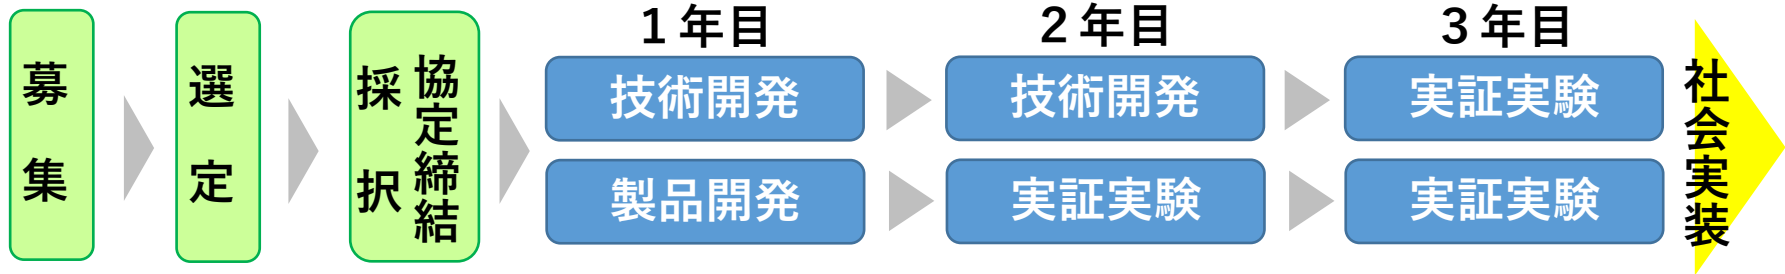 募集
選定
協定締結
採択
１年目
技術開発
製品開発
２年目
技術開発
実証実験
３年目
実証実験
実証実験
社会実装